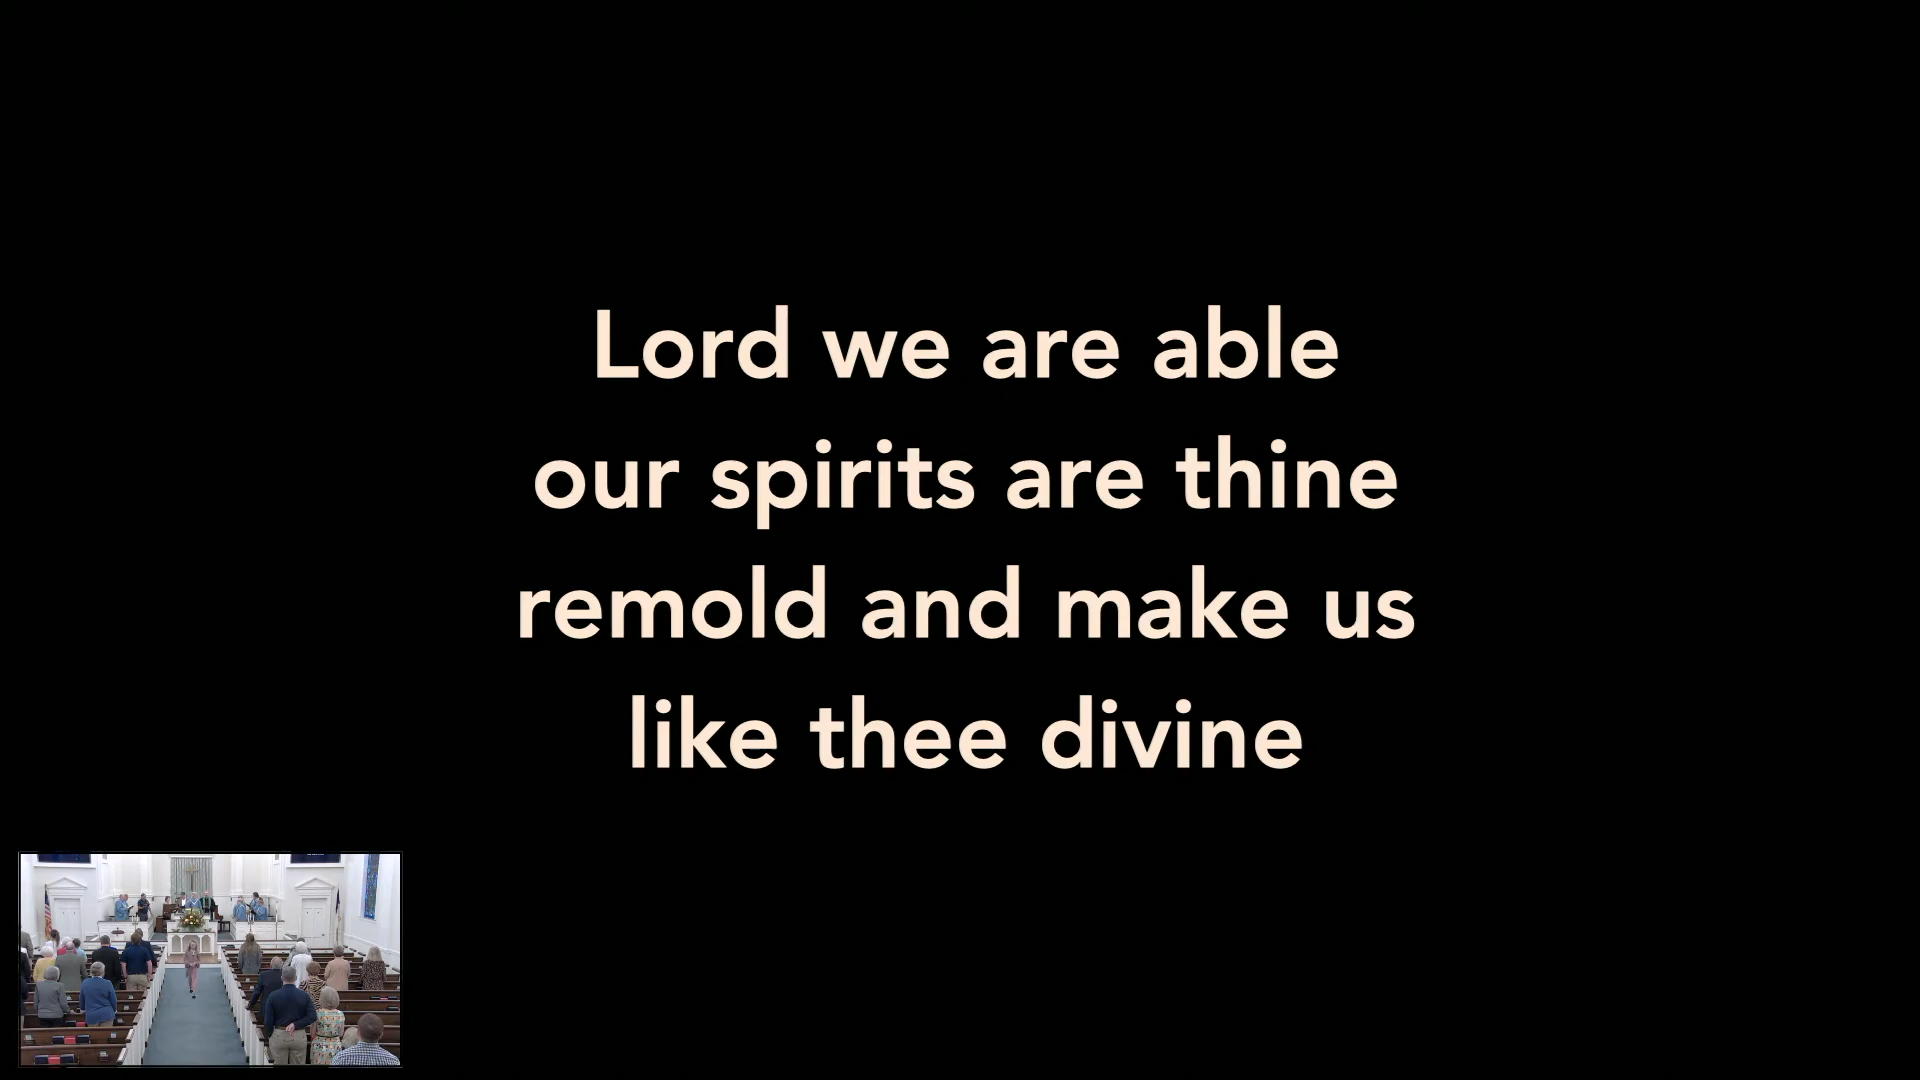 Lord we are able
our spirits are thine
remold and make us
like thee divine